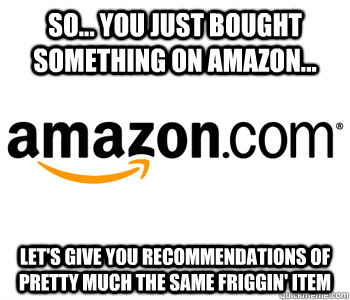 SO... YOU JUST BOUGHT
SOMETHING ON AMAZON...
amazon.com®
LET'S GIVE YOU RECOMMENDATIONS OF
PRETTY MUCH THE SAME FRIGGIN' ITEM
quickmeme.com